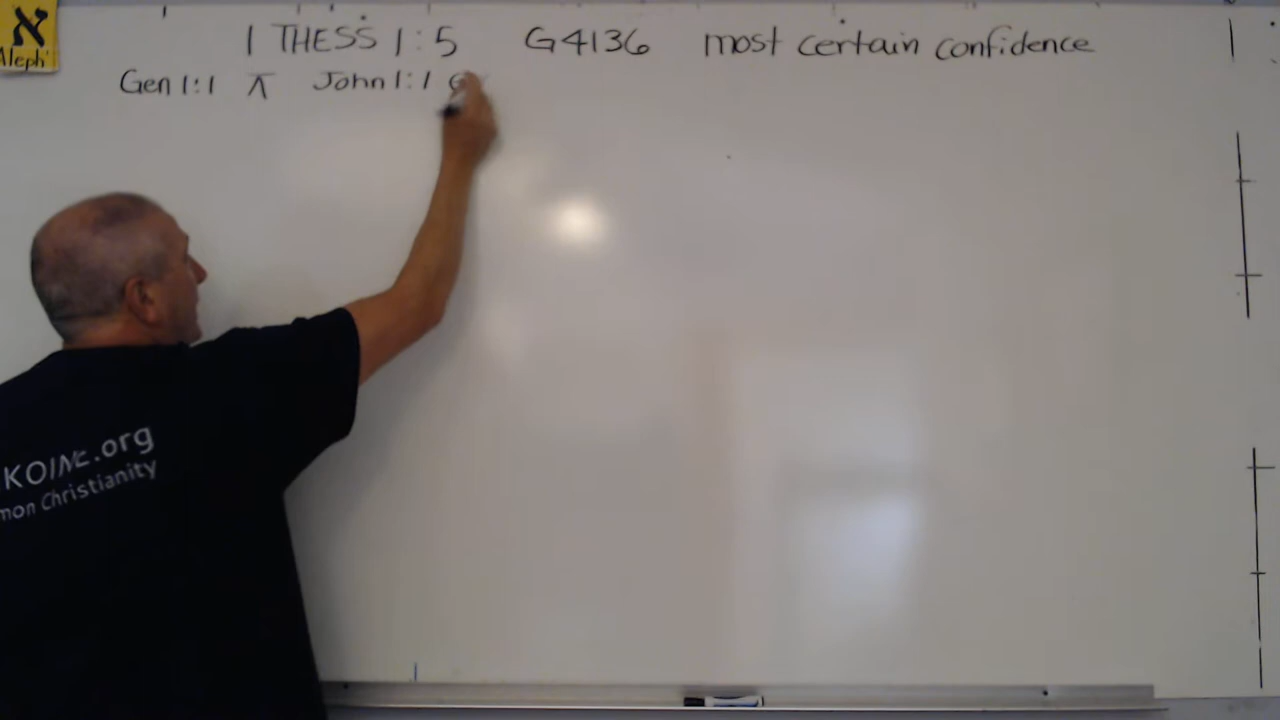 א
Aleph
1 THESS 1:5 G4136 most certain confidence
Gen 1:1 π John 1:1
KOINE.org
mon Christianity